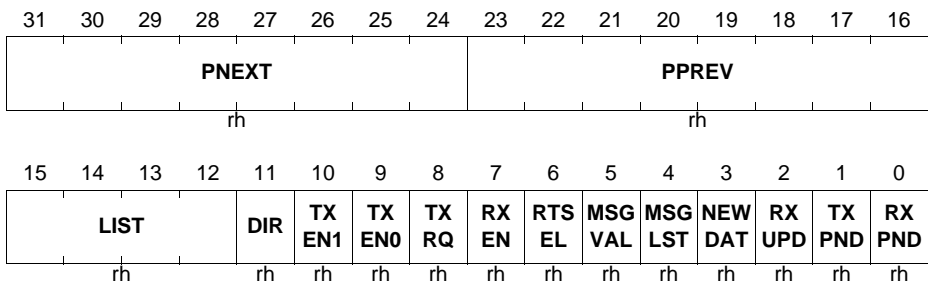 31 30 29 28 27 26 25 24 23 22 21 20 19 18 17 16
PNEXT PPREV
rh rh
15 14 13 12 11 10 9 8 7 6 5 4 3 2 1 0
LIST DIR TX EN1 TX EN0 TX RQ RX EN RTS EL MSG VAL MSG LST NEW DAT RX UPD TX PND RX PND
rh rh rh rh rh rh rh rh rh rh rh rh rh